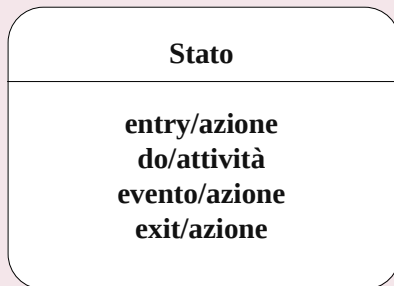 Stato
entry/azione
do/attività
evento/azione
exit/azione